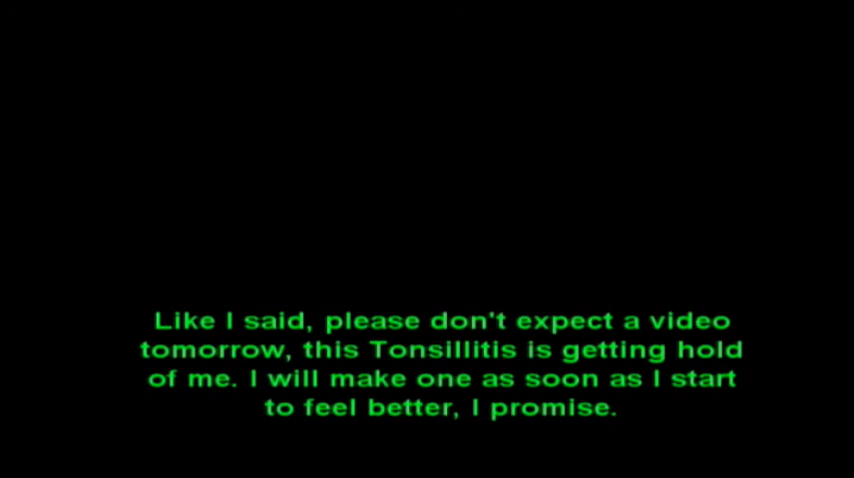 Like I said, please don't expect a video
tomorrow, this Tonsillitis is getting hold
of me. I will make one as soon as I start
to feel better, I promise.